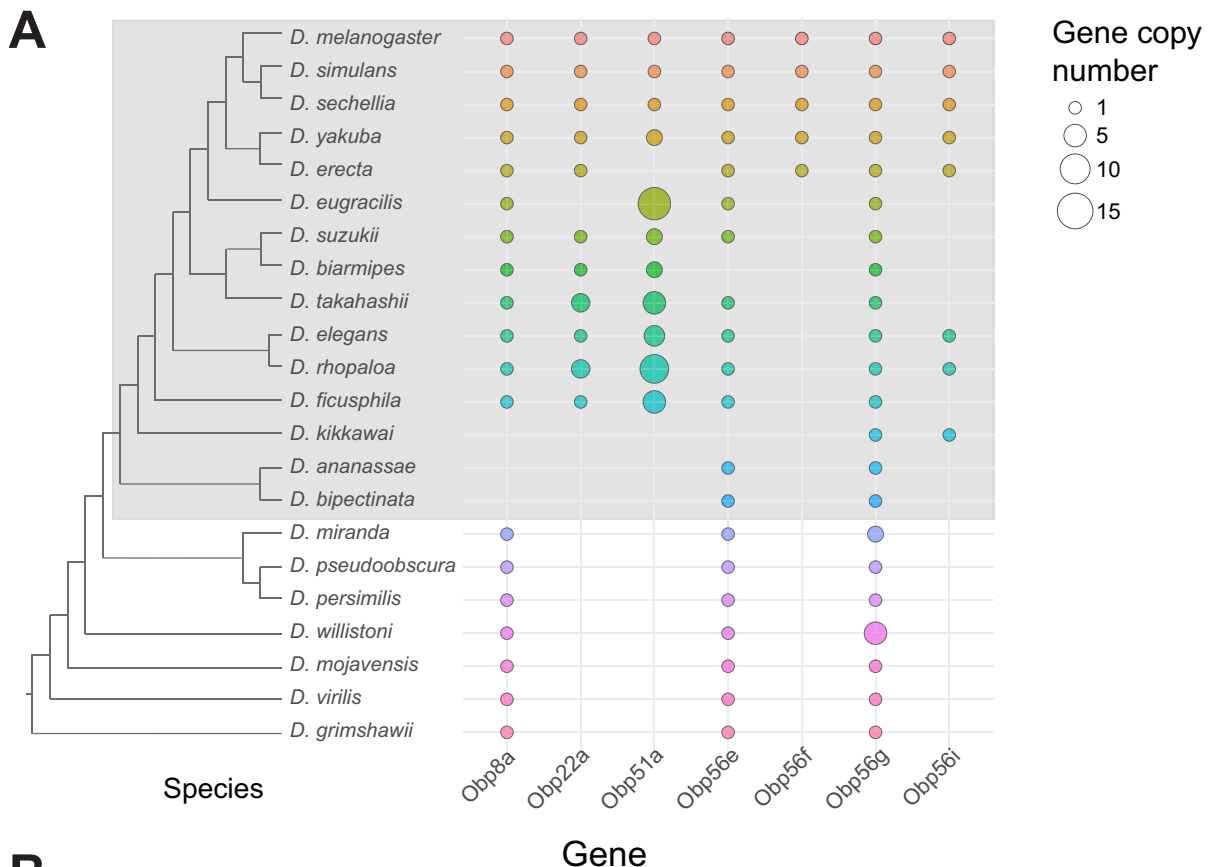 A
D. melanogaster
D. simulans
D. sechellia
D. yakuba
D. erecta
D. eugracilis
D. suzukii
D. biarmipes
D. takahashii
D. elegans
D. rhopaloa
D. ficusphila
D. kikkawai
D. ananassae
D. bipectinata
D. miranda
D. pseudoobscura
D. persimilis
D. willistoni
D. mojavensis
D. virilis
D. grimshawii
Gene copy
number
1
5
10
15
Obp8a
Obp22a
Obp51a
Obp56e
Obp56f
Obp56g
Obp56i
Species
Gene